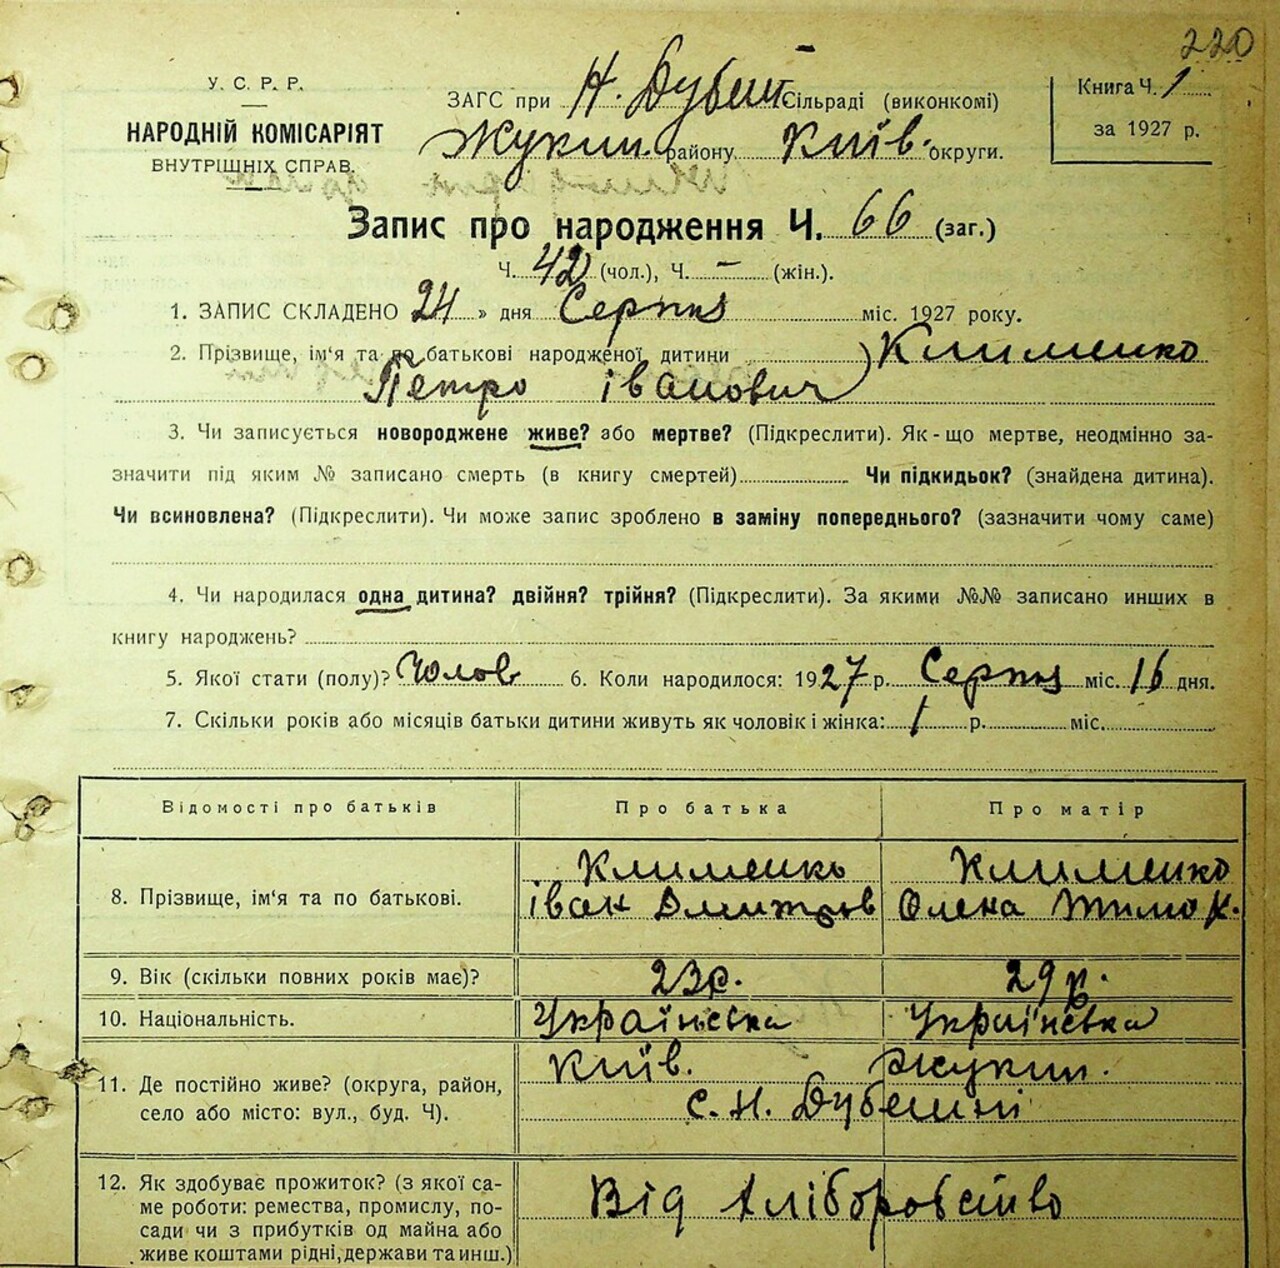 220
У. С. Р. Р.
НАРОДНІЙ КОМІСАРІЯТ
ВНУТРІШНІХ СПРАВ.
ЗАГС при Н. Дубеш Сільраді (виконкомі)
Жукин. району Київ. округи.
Книга Ч. 1
за 1927 р.
Запис про народження Ч. 66 (заг.)
Ч. 42 (чол.), Ч. – (жін.).
1. ЗАПИС СКЛАДЕНО 24 » дня Серпня міс. 1927 року.
2. Прізвище, ім‘я та по батькові народженої дитини Клименко
Петро Іванович
3. Чи записується новороджене живе? або мертве? (Підкреслити). Як-що мертве, неодмінно за-
значити під яким № записано смерть (в книгу смертей) Чи підкидьок? (знайдена дитина).
Чи всиновлена? (Підкреслити). Чи може запис зроблено в заміну попереднього? (зазначити чому саме)
4. Чи народилася одна дитина? двійня? трійня? (Підкреслити). За якими №№ записано инших в
книгу народжень?
5. Якої стати (полу)? Чолов 6. Коли народилося: 1927 р. Серпня міс. 16 дня.
7. Скільки років або місяців батьки дитини живуть як чоловік і жінка: 1 р. міс.
Відомості про батьків Про батька Про матір
8. Прізвище, ім‘я та по батькові. Клименко Іван Дмитров Клименко Олена Тимох.
9. Вік (скільки повних років має)? 23р. 29р.
10. Національність. Українська Українська
11. Де постійно живе? (округа, район, Київ. Жукин.
село або місто: вул., буд. Ч). с. Н. Дубешні
12. Як здобуває прожиток? (з якої са-
ме роботи: ремества, промислу, по- Від хліборобство
сади чи з прибутків од майна або
живе коштами рідні, держави та инш.)